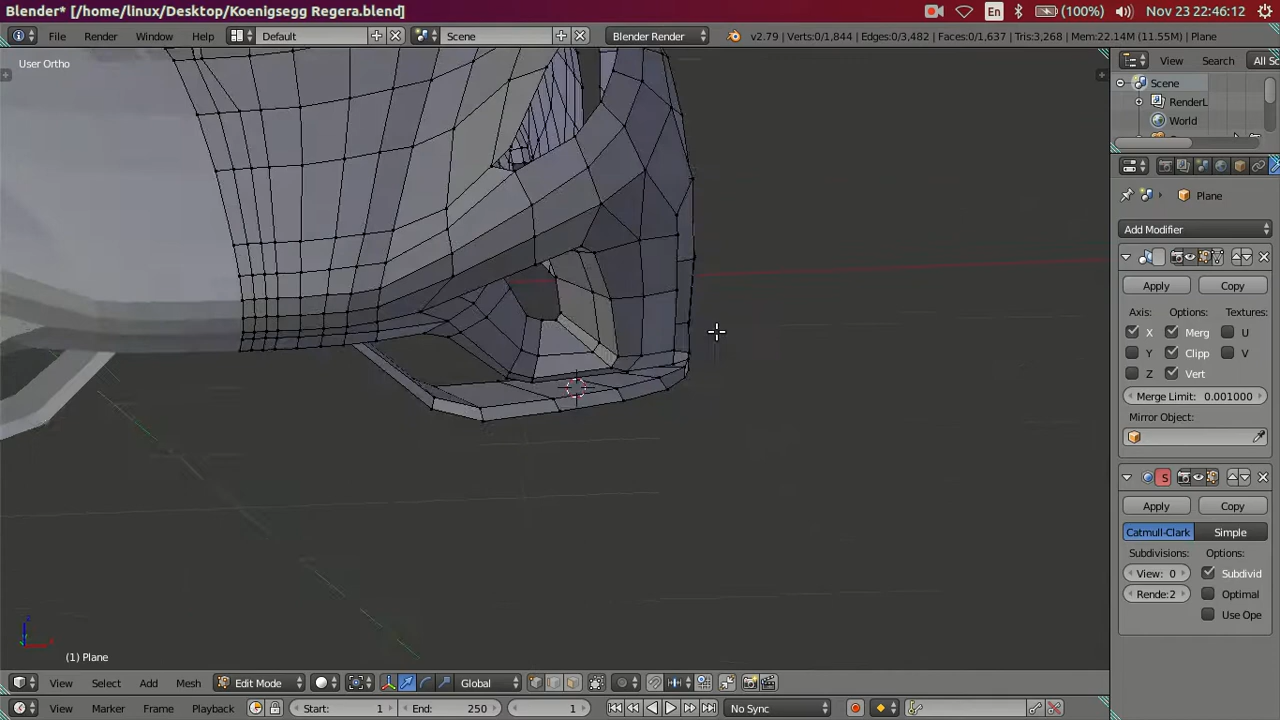 Blender* [/home/linux/Desktop/Koenigsegg Regera.blend]
En (100%) Nov 23 22:46:12
File Render Window Help Default Scene Blender Render v2.79 | Verts:0/1,844 | Edges:0/3,482 | Faces:0/1,637 | Tris:3,268 | Mem:22.14M (11.55M) | Plane
View Search All Sc
User Ortho
Scene
RenderL
World
Plane
Add Modifier
Apply Copy
Axis: Options: Textures:
X Merg U
Y Clipp V
Z Vert
Merge Limit: 0.001000
Mirror Object:
S
Apply Copy
Catmull-Clark Simple
Subdivisions: Options:
View: 0 Subdivid
Rende:2 Optimal
Use Ope
(1) Plane
View Select Add Mesh Edit Mode Global
View Marker Frame Playback Start: 1 End: 250 1 No Sync